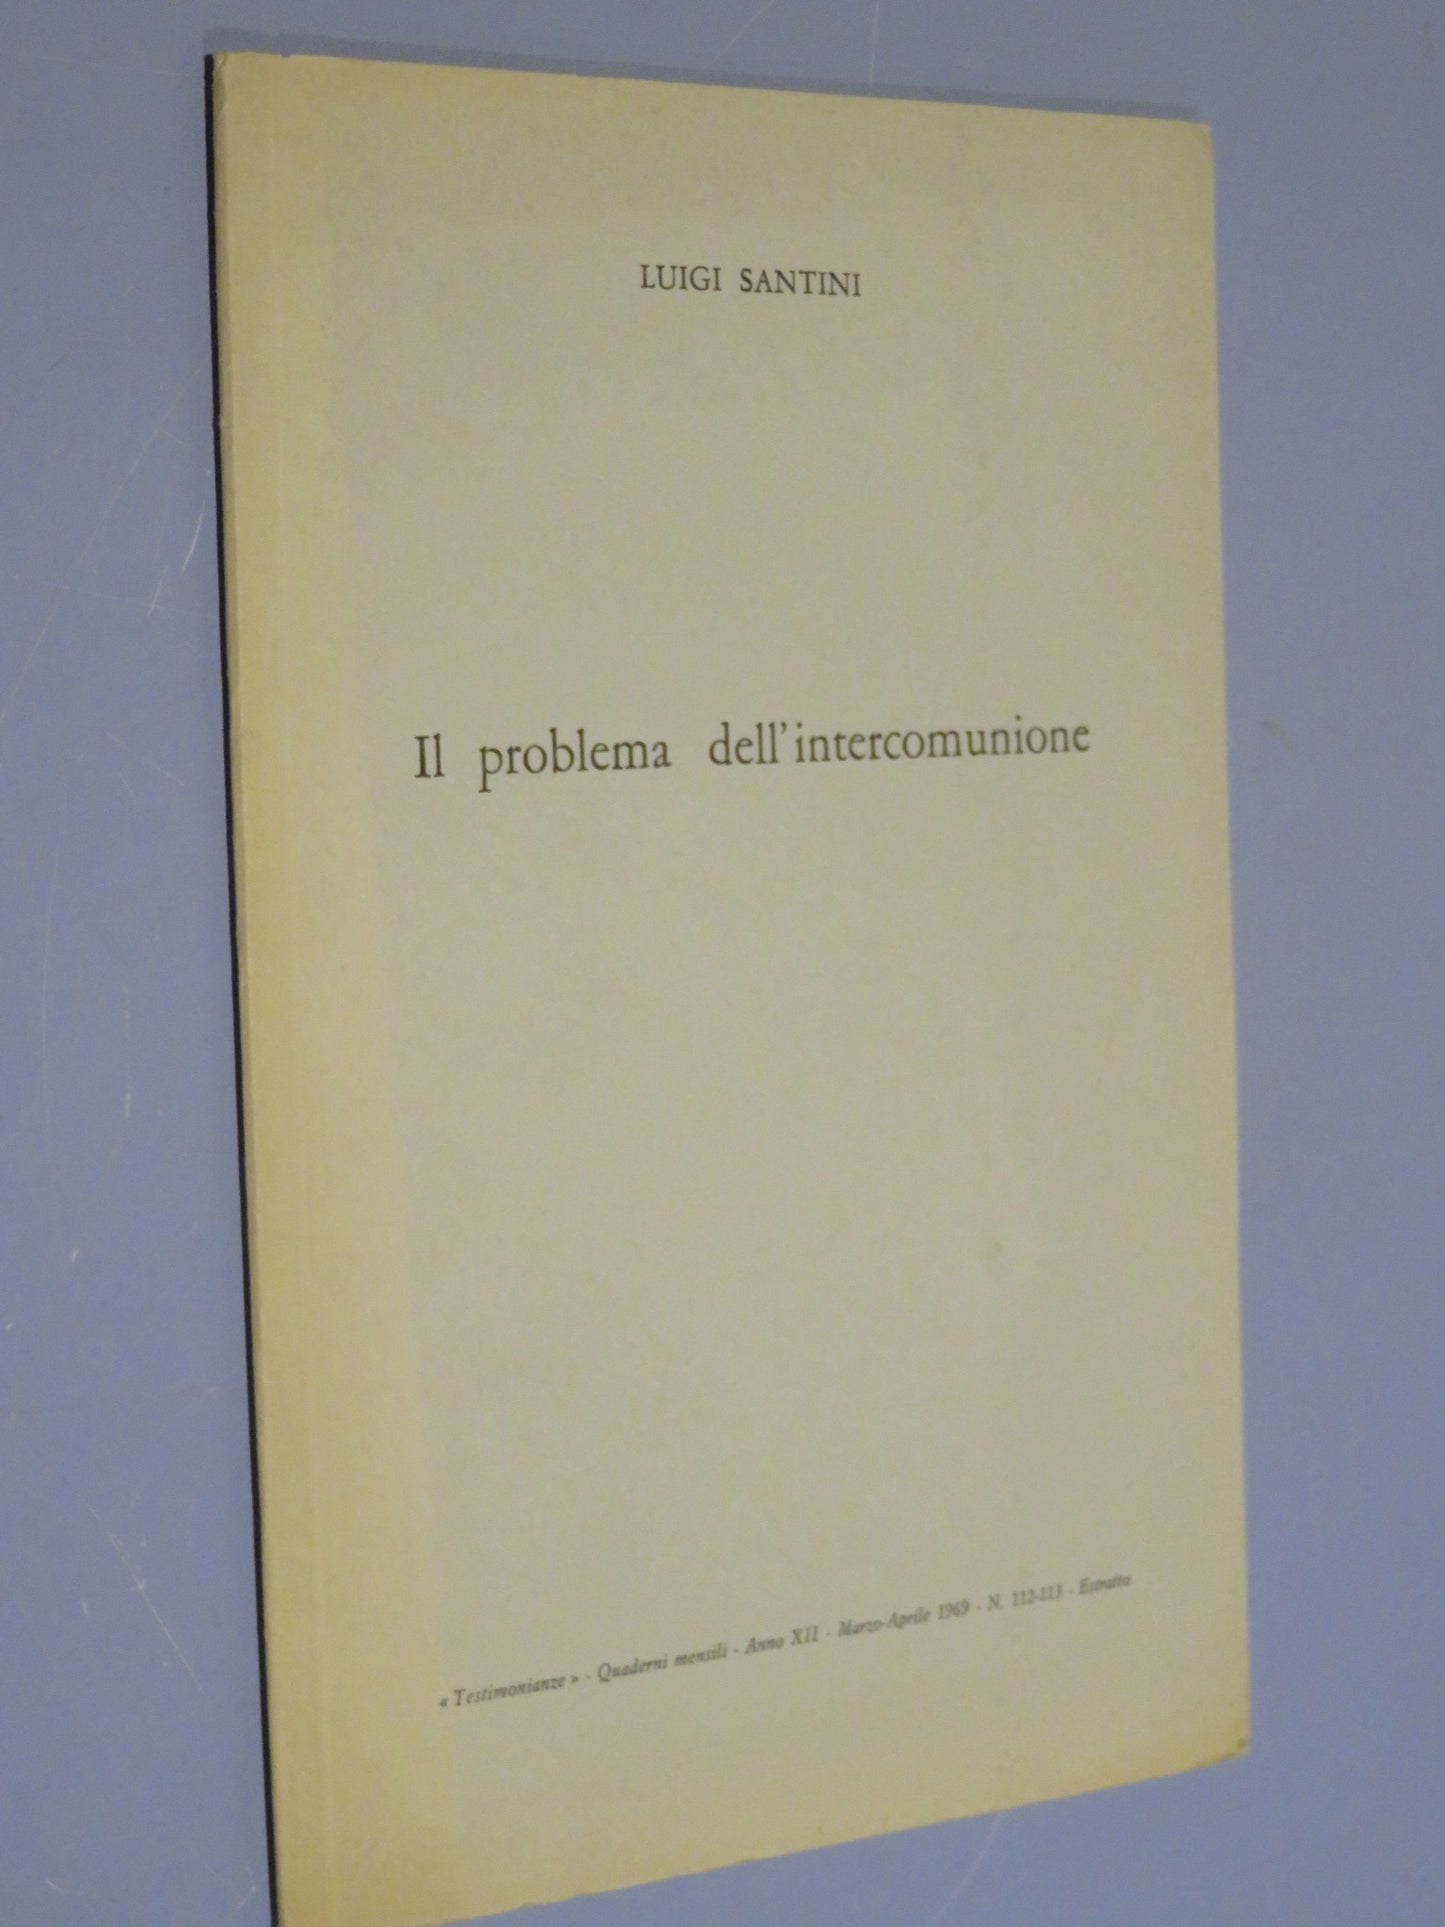 LUIGI SANTINI
Il problema dell'intercomunione
« Testimonianze » - Quaderni mensili - Anno XII - Marzo-Aprile 1969 - N. 112-113 - Estratto